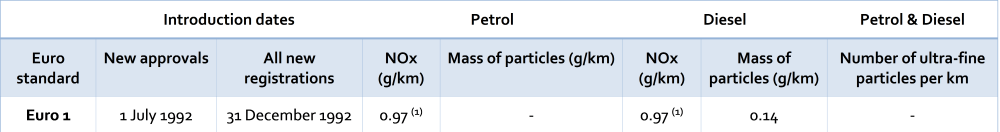 Introduction dates Petrol Diesel Petrol & Diesel
Euro standard New approvals All new registrations NOx (g/km) Mass of particles (g/km) NOx (g/km) Mass of particles (g/km) Number of ultra-fine particles per km
Euro 1 1 July 1992 31 December 1992 0.97 (1) - 0.97 (1) 0.14 -